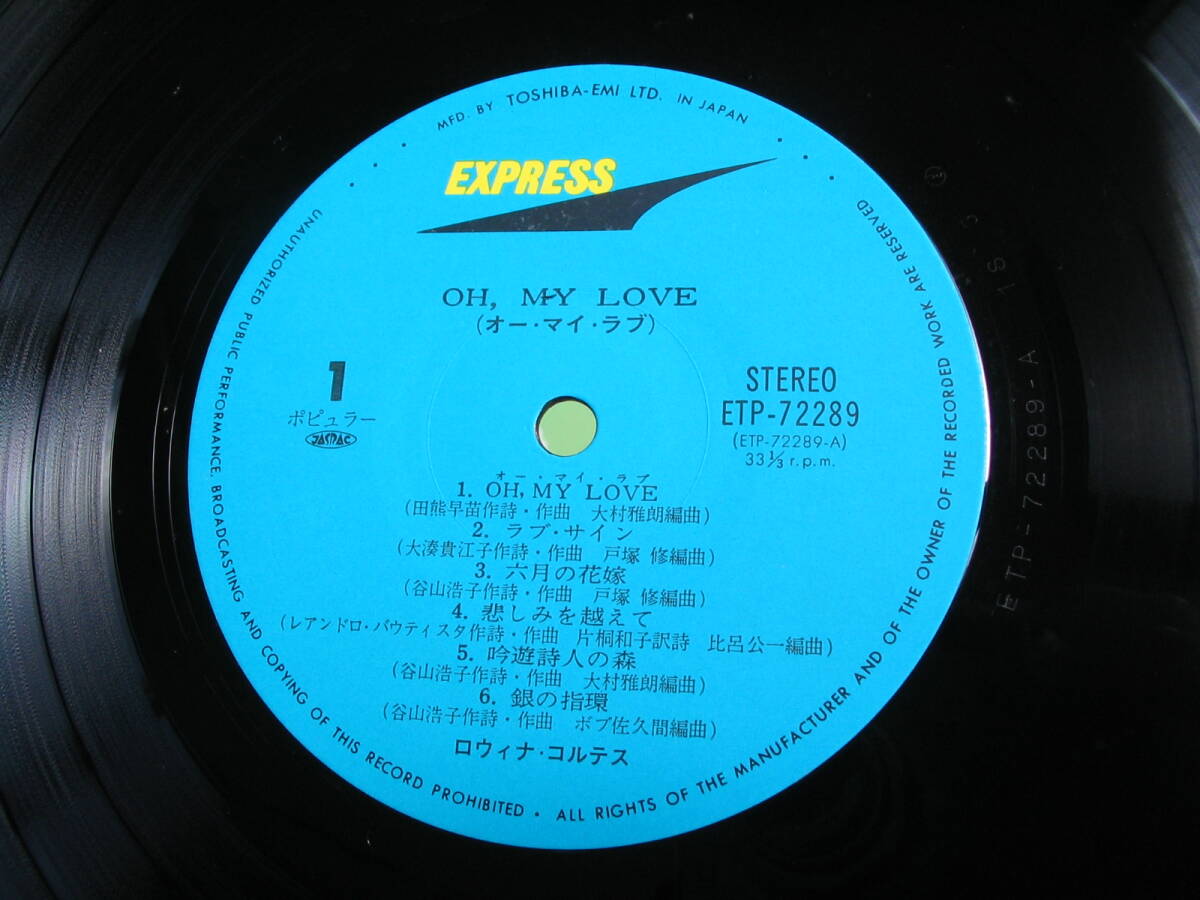 MFD. BY TOSHIBA-EMI LTD. IN JAPAN
EXPRESS
OH, MY LOVE
(オー・マイ・ラブ)
1
ポピュラー
JASRAC
STEREO
ETP-72289
(ETP-72289-A)
33 1/3 r.p.m.
オー・マイ・ラブ
1. OH, MY LOVE
(田熊早苗作詩・作曲 大村雅朗編曲)
2. ラブ・サイン
(大湊貴江子作詩・作曲 戸塚 修編曲)
3. 六月の花嫁
(谷山浩子作詩・作曲 戸塚 修編曲)
4. 悲しみを越えて
(レアンドロ・バウティスタ作詩・作曲 片桐和子訳詩 比呂公一編曲)
5. 吟遊詩人の森
(谷山浩子作詩・作曲 大村雅朗編曲)
6. 銀の指環
(谷山浩子作詩・作曲 ボブ佐久間編曲)
ロウィナ・コルテス
UNAUTHORIZED PUBLIC PERFORMANCE, BROADCASTING AND COPYING OF THIS RECORD PROHIBITED • ALL RIGHTS OF THE MANUFACTURER AND OF THE OWNER OF THE RECORDED WORK ARE RESERVED
ETP-72289-A